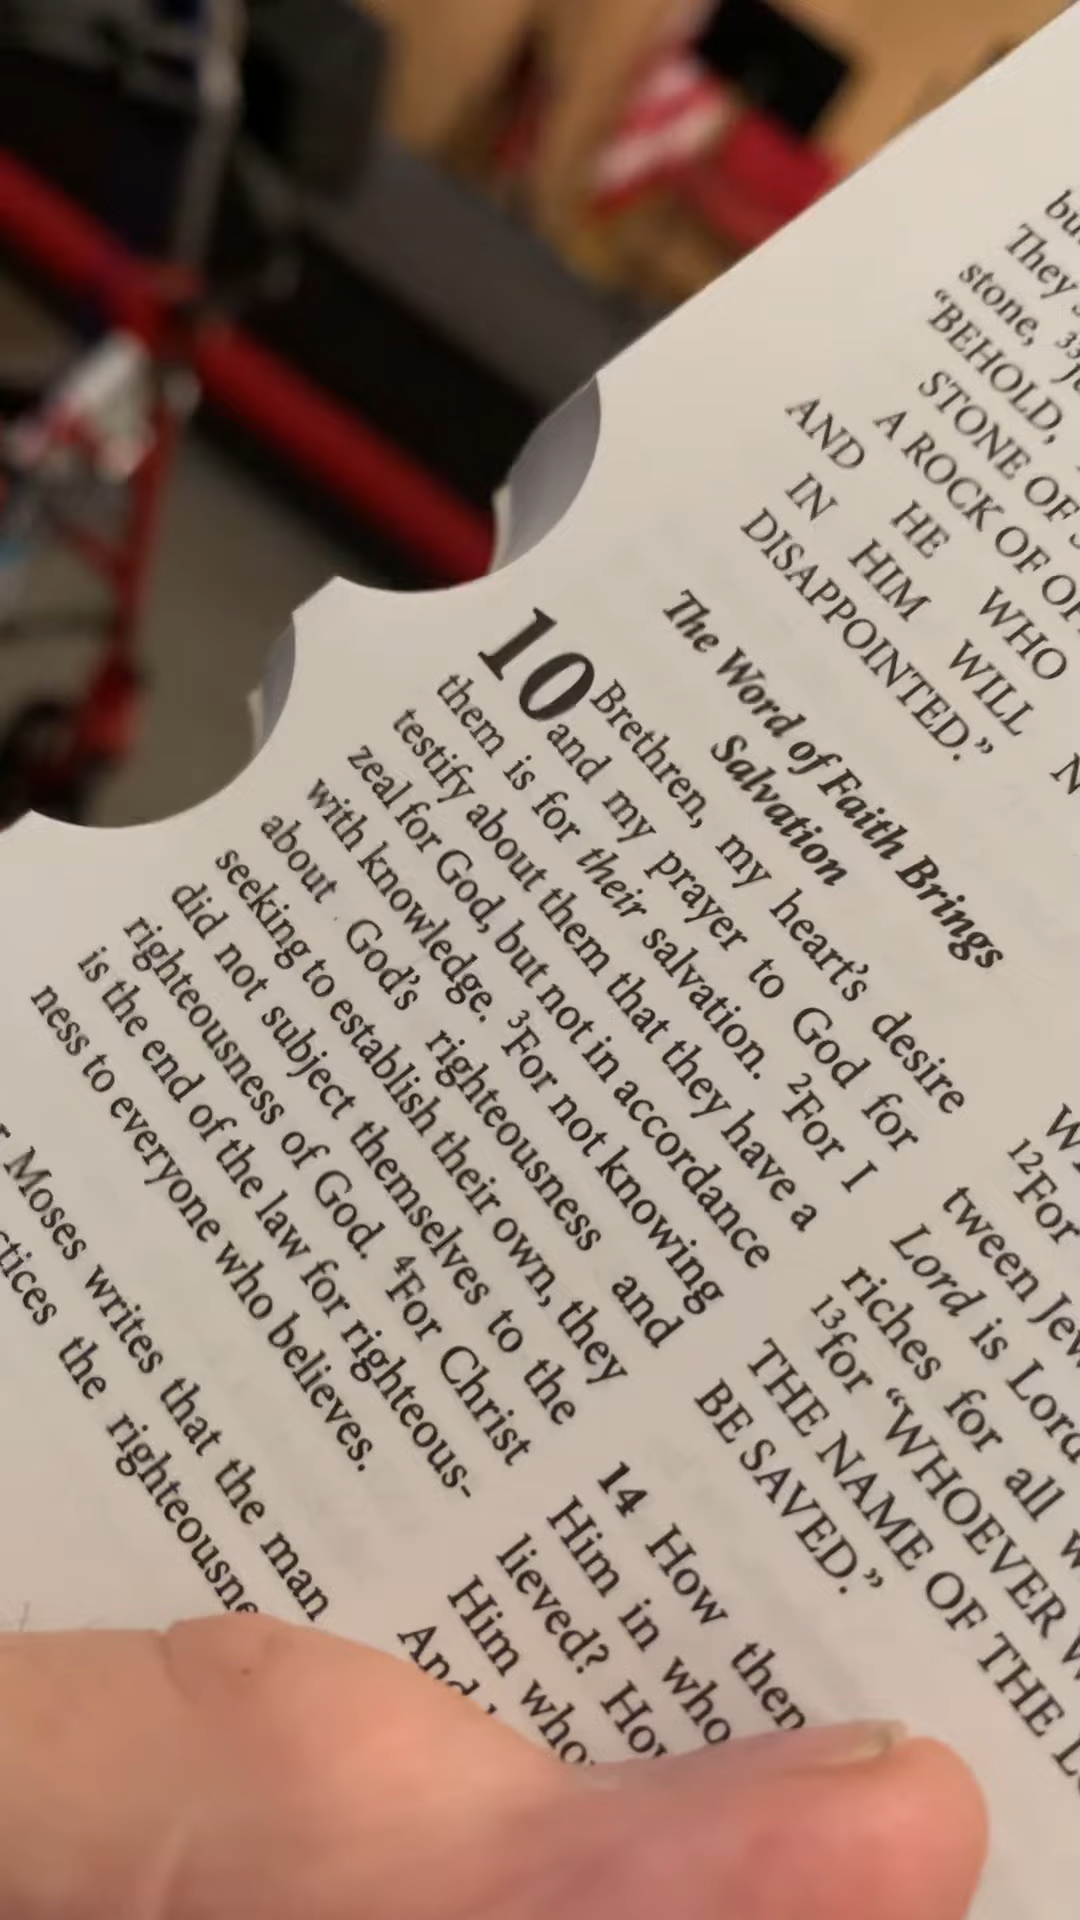 They
stone, 33
“BEHOLD,
STONE OF
A ROCK OF
AND HE WHO
IN HIM WILL
DISAPPOINTED.”
The Word of Faith Brings
Salvation
10 Brethren, my heart’s desire
and my prayer to God for
them is for their salvation. 2For I
testify about them that they have a
zeal for God, but not in accordance
with knowledge. 3For not knowing
about God’s righteousness and
seeking to establish their own, they
did not subject themselves to the
righteousness of God. 4For Christ
is the end of the law for righteous-
ness to everyone who believes.
Moses writes that the man
the righteousne
12For
tween
Lord is Lord
riches for all
13for “WHOEVER
THE NAME OF THE
BE SAVED.”
14 How then
Him in who
lieved? How
Him who
And